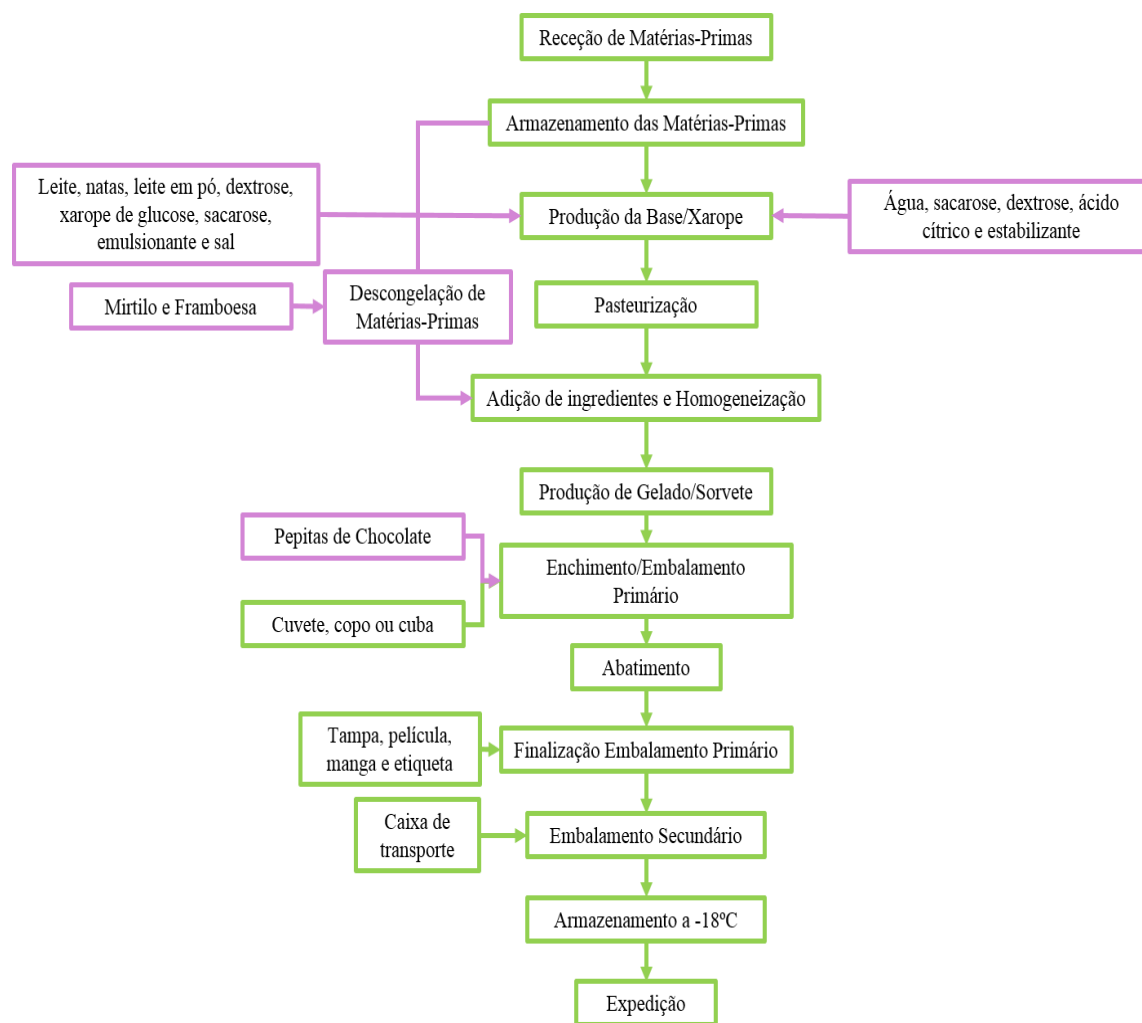 Receção de Matérias-Primas
Armazenamento das Matérias-Primas
Leite, natas, leite em pó, dextrose,
xarope de glucose, sacarose,
emulsionante e sal
Produção da Base/Xarope
Água, sacarose, dextrose, ácido
cítrico e estabilizante
Mirtilo e Framboesa
Descongelação de
Matérias-Primas
Pasteurização
Adição de ingredientes e Homogeneização
Produção de Gelado/Sorvete
Pepitas de Chocolate
Enchimento/Embalamento
Primário
Cuvete, copo ou cuba
Abatimento
Tampa, película,
manga e etiqueta
Finalização Embalamento Primário
Caixa de
transporte
Embalamento Secundário
Armazenamento a -18ºC
Expedição